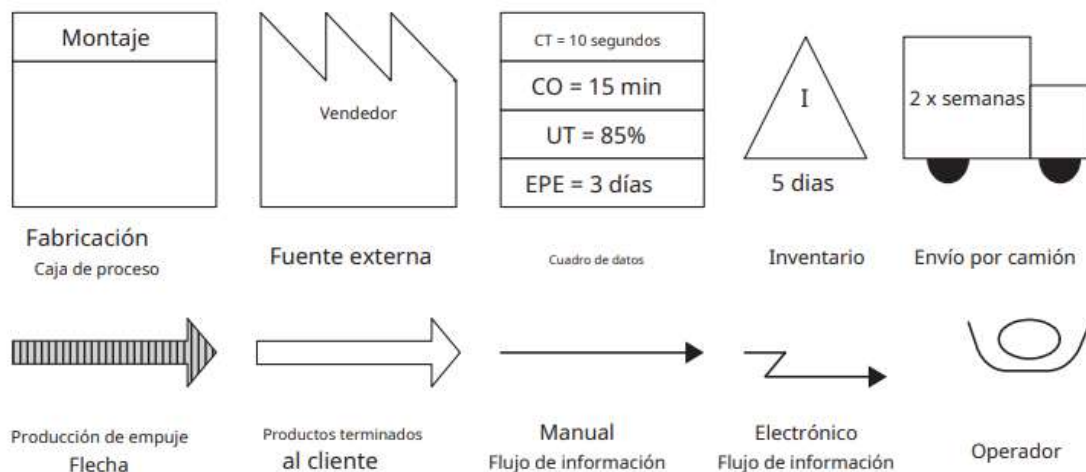 Montaje
Vendedor
CT = 10 segundos
CO = 15 min
UT = 85%
EPE = 3 días
I
5 dias
2 x semanas
Fabricación
Caja de proceso
Fuente externa
Cuadro de datos
Inventario
Envío por camión
Producción de empuje
Flecha
Productos terminados
al cliente
Manual
Flujo de información
Electrónico
Flujo de información
Operador